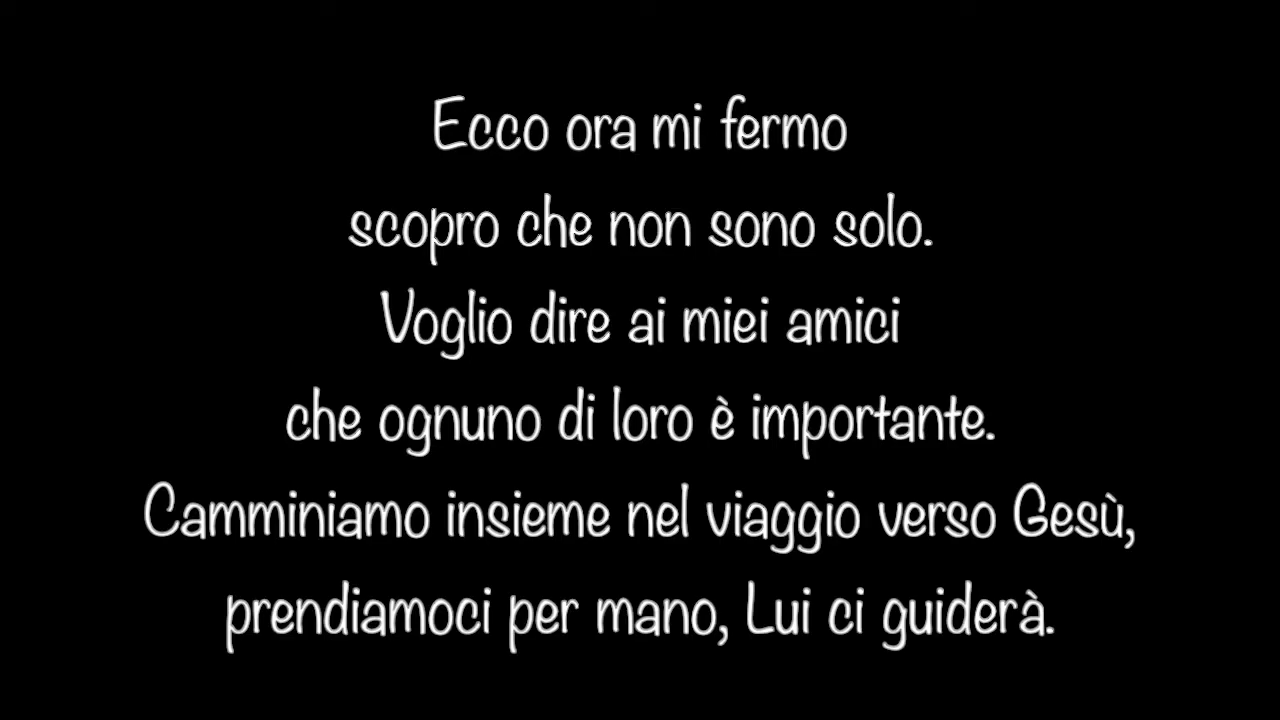 Ecco ora mi fermo
scopro che non sono solo.
Voglio dire ai miei amici
che ognuno di loro è importante.
Camminiamo insieme nel viaggio verso Gesù,
prendiamoci per mano, Lui ci guiderà.